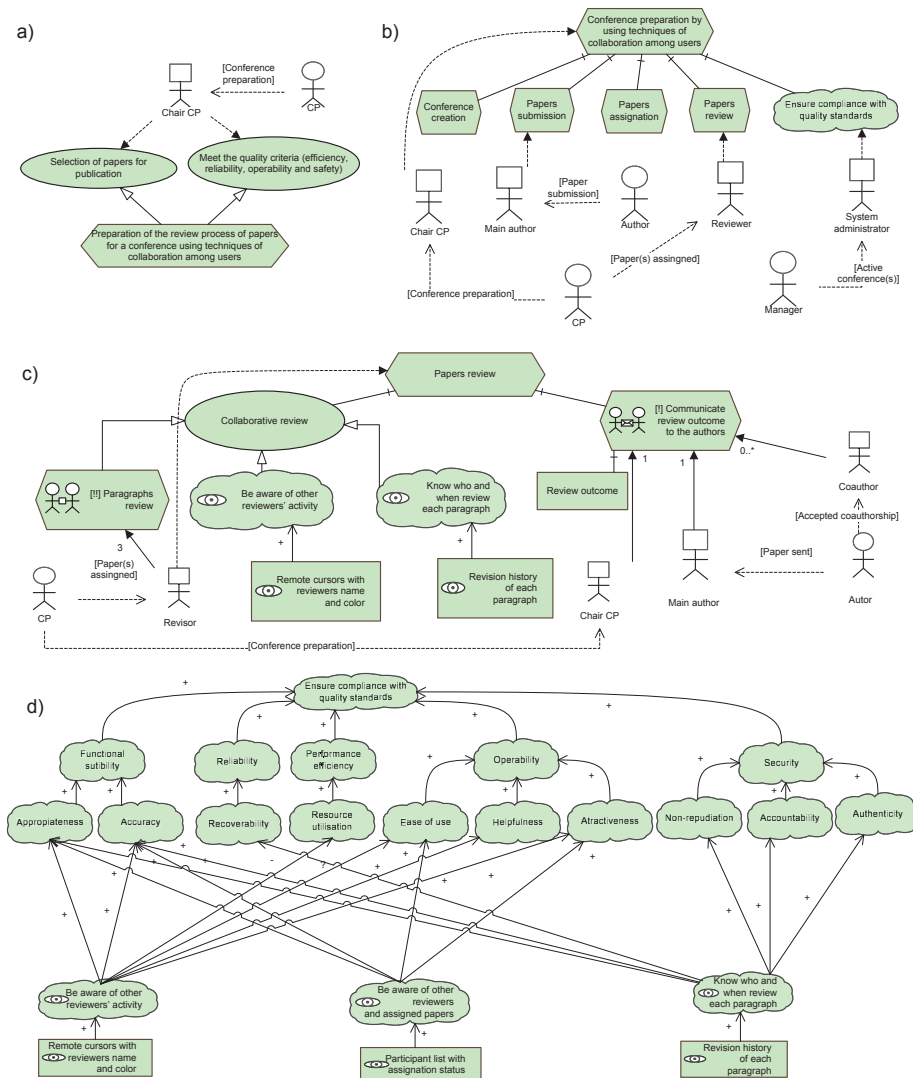 a)
[Conference
preparation]
Chair CP
CP
Selection of papers for
publication
Meet the quality criteria (efficiency,
reliability, operability and safety)
Preparation of the review process of papers
for a conference using techniques of
collaboration among users
b)
Conference preparation by
using techniques of
collaboration among users
Conference
creation
Papers
submission
Papers
assignation
Papers
review
Ensure compliance with
quality standards
[Paper
submission]
Chair CP
Main author
Author
Reviewer
System
administrator
[Paper(s) assingned]
[Active
conference(s)]
[Conference preparation]
CP
Manager
c)
Papers review
Collaborative review
[!] Communicate
review outcome
to the authors
[!!] Paragraphs
review
Be aware of other
reviewers' activity
Know who and
when review
each paragraph
Review outcome
1
1
0..*
Coauthor
[Accepted coauthorship]
3
[Paper(s)
assingned]
+
+
Remote cursors with
reviewers name
and color
Revision history
of each
paragraph
[Paper sent]
CP
Revisor
Chair CP
Main author
Autor
[Conference preparation]
d)
Ensure compliance with
quality standards
+
+
+
+
+
Functional
sutibility
Reliability
Performance
efficiency
Operability
Security
+
+
+
+
+
+
+
+
+
+
Appropiateness
Accuracy
Recoverability
Resource
utilisation
Ease of use
Helpfulness
Atractiveness
Non-repudiation
Accountability
Authenticity
+
+
+
+
-
?
+
+
+
+
+
+
+
+
+
+
+
Be aware of other
reviewers' activity
Be aware of other
reviewers
and assigned papers
Know who and
when review
each paragraph
+
+
+
Remote cursors with
reviewers name
and color
Participant list with
assignation status
Revision history
of each
paragraph